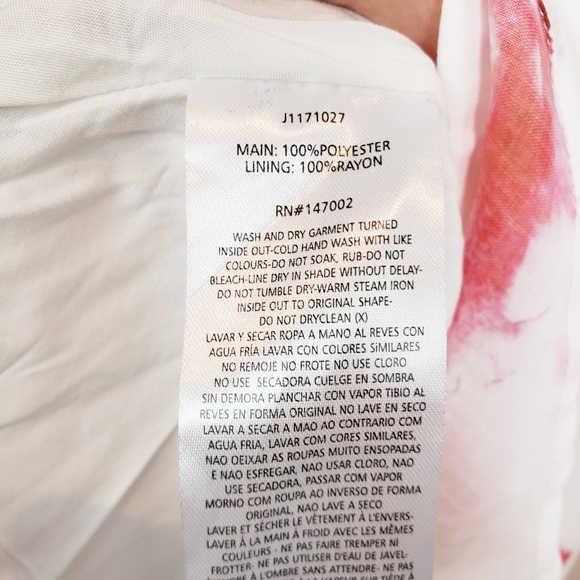 J1171027
MAIN: 100%POLYESTER
LINING: 100%RAYON
RN#147002
WASH AND DRY GARMENT TURNED
INSIDE OUT-COLD HAND WASH WITH LIKE
COLOURS-DO NOT SOAK, RUB-DO NOT
BLEACH-LINE DRY IN SHADE WITHOUT DELAY-
DO NOT TUMBLE DRY-WARM STEAM IRON
INSIDE OUT TO ORIGINAL SHAPE-
DO NOT DRYCLEAN (X)
LAVAR Y SECAR ROPA A MANO AL REVES CON
AGUA FRÍA LAVAR CON COLORES SiMILARES
NO REMOJE NO FROTE NO USE CLORO
NO USE SECADORA CUELGE EN SOMBRA
SIN DEMORA PLANCHAR CON VAPOR TIBIO AL
REVES EN FORMA ORIGINAL NO LAVE EN SECO
LAVAR A SECAR A MAO AO CONTRARIO COM
AGUA FRIA, LAVAR COM CORES SIMILARES,
NAO DEIXAR AS ROUPAS MUITO ENSOPADAS
E NAO ESFREGAR, NAO USAR CLORO, NAO
USE SECADORA, PASSAR COM VAPOR
MORNO COM ROUPA AO INVERSO DE FORMA
ORIGINAL, NAO LAVE A SECO
LAVER ET SÉCHER LE VÊTEMENT À L'ENVERS-
LAVER À LA MAIN À FROID AVEC LES MÊMES
COULEURS - NE PAS FAIRE TREMPER NI
FROTTER- NE PAS UTILISER D'EAU DE JAVEL-
À L'OMBRE SANS ATTENDRE- NE PAS